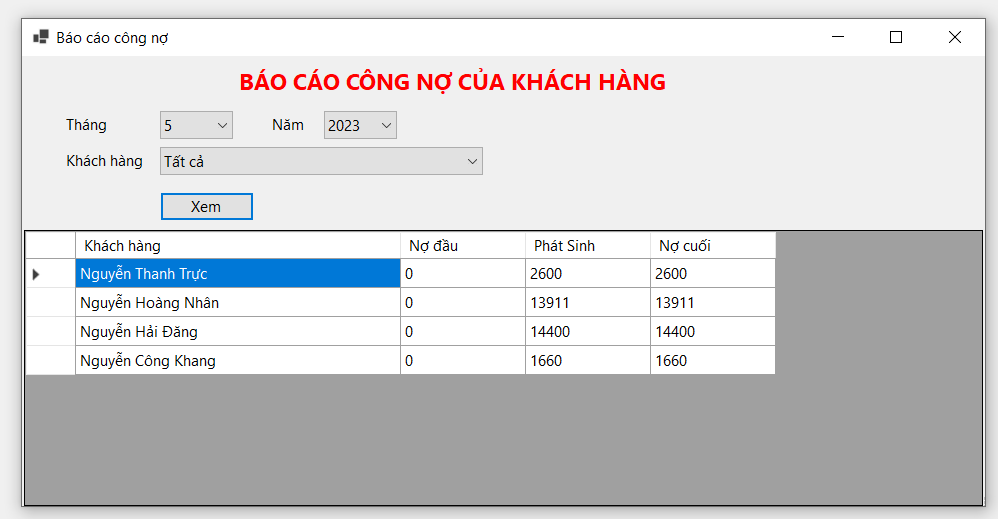 Báo cáo công nợ
BÁO CÁO CÔNG NỢ CỦA KHÁCH HÀNG
Tháng 5 Năm 2023
Khách hàng Tất cả
Xem
Khách hàng Nợ đầu Phát Sinh Nợ cuối
Nguyễn Thanh Trực 0 2600 2600
Nguyễn Hoàng Nhân 0 13911 13911
Nguyễn Hải Đăng 0 14400 14400
Nguyễn Công Khang 0 1660 1660